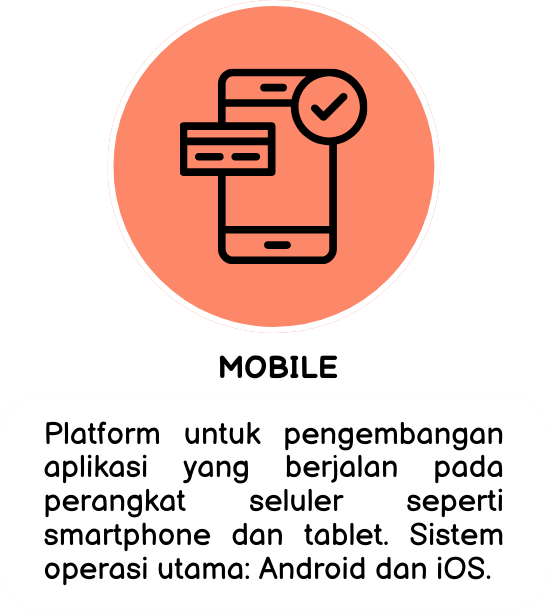 MOBILE
Platform untuk pengembangan
aplikasi yang berjalan pada
perangkat seluler seperti
smartphone dan tablet. Sistem
operasi utama: Android dan iOS.